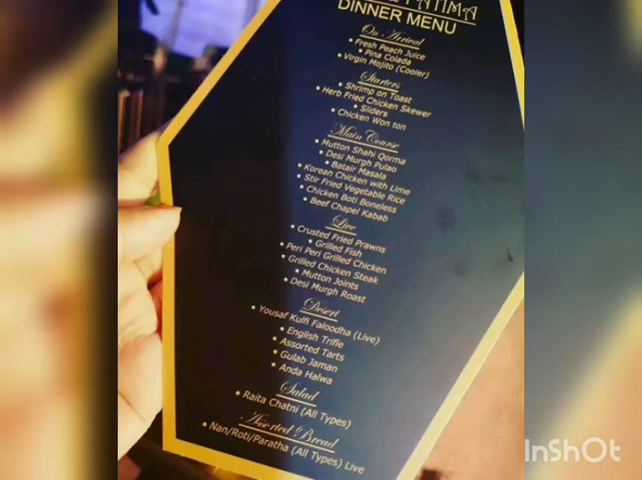 FATIMA
DINNER MENU
On Arrival
• Fresh Peach Juice
• Pina Colada
• Virgin Mojito (Cooler)
Starters
• Shrimp on Toast
• Herb Fried Chicken Skewer
• Sliders
• Chicken Won ton
Main Course
• Mutton Shahi Qorma
• Desi Murgh Pulao
• Batair Masala
• Korean Chicken with Lime
• Stir Fried Vegetable Rice
• Chicken Boti Boneless
• Beef Chapel Kabab
Live
• Crusted Fried Prawns
• Grilled Fish
• Peri Peri Grilled Chicken
• Grilled Chicken Steak
• Mutton Joints
• Desi Murgh Roast
Desert
• Yousaf Kulfi Faloodha (Live)
• English Trifle
• Assorted Tarts
• Gulab Jaman
• Anda Halwa
Salad
• Raita Chatni (All Types)
Assorted Bread
• Nan/Roti/Paratha (All Types) Live
InShOt